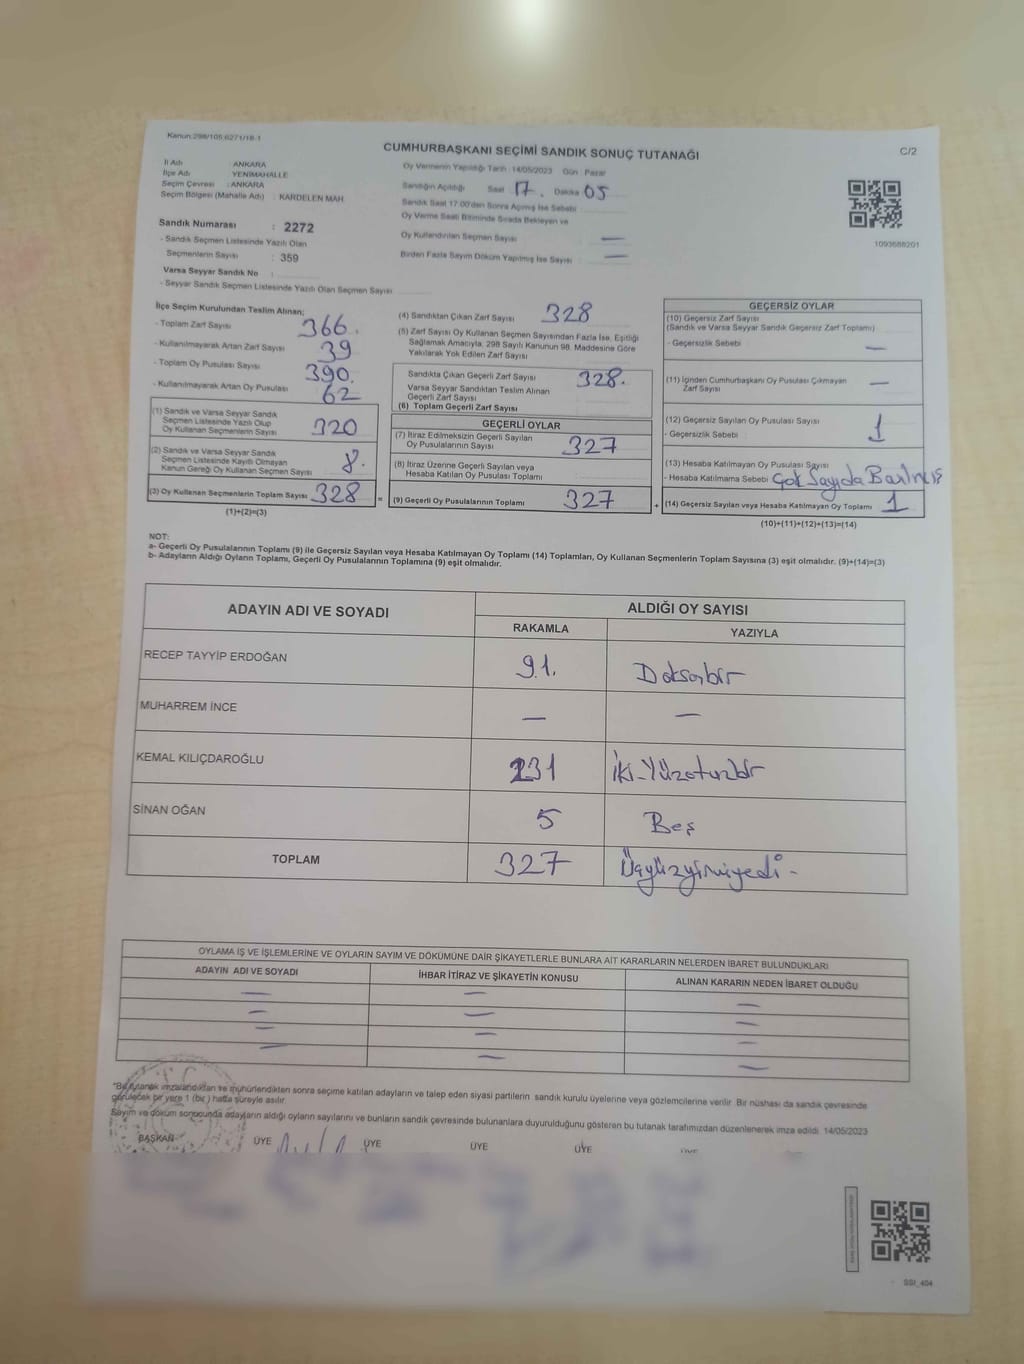 Kanun:298/105,6271/18-1
CUMHURBAŞKANI SEÇİMİ SANDIK SONUÇ TUTANAĞI
C/2
İl Adı : ANKARA
İlçe Adı : YENİMAHALLE
Seçim Çevresi : ANKARA
Seçim Bölgesi (Mahalle Adı) : KARDELEN MAH.
Sandık Numarası : 2272
- Sandık Seçmen Listesinde Yazılı Olan
Seçmenlerin Sayısı : 359
Varsa Seyyar Sandık No :
- Seyyar Sandık Seçmen Listesinde Yazılı Olan Seçmen Sayısı
Oy Vermenin Yapıldığı Tarih : 14/05/2023 Gün : Pazar
Sandığın Açıldığı Saat 17. Dakika 05
Sandık Saat 17:00'den Sonra Açılmış İse Sebebi
Oy Verme Saati Bitiminde Sırada Bekleyen ve
Oy Kullandırılan Seçmen Sayısı —
Birden Fazla Sayım Döküm Yapılmış İse Sayısı —
1093688201
İlçe Seçim Kurulundan Teslim Alınan;
- Toplam Zarf Sayısı 366.
- Kullanılmayarak Artan Zarf Sayısı 39
- Toplam Oy Pusulası Sayısı 390.
- Kullanılmayarak Artan Oy Pusulası 62
(1) Sandık ve Varsa Seyyar Sandık
Seçmen Listesinde Yazılı Olup
Oy Kullanan Seçmenlerin Sayısı 320
(2) Sandık ve Varsa Seyyar Sandık
Seçmen Listesinde Kayıtlı Olmayan
Kanun Gereği Oy Kullanan Seçmen Sayısı 8.
(3) Oy Kullanan Seçmenlerin Toplam Sayısı 328 =
(1)+(2)=(3)
(4) Sandıktan Çıkan Zarf Sayısı 328
(5) Zarf Sayısı Oy Kullanan Seçmen Sayısından Fazla İse, Eşitliği
Sağlamak Amacıyla, 298 Sayılı Kanunun 98. Maddesine Göre
Yakılarak Yok Edilen Zarf Sayısı
Sandıkta Çıkan Geçerli Zarf Sayısı 328.
Varsa Seyyar Sandıktan Teslim Alınan
Geçerli Zarf Sayısı
(6) Toplam Geçerli Zarf Sayısı
GEÇERLİ OYLAR
(7) İtiraz Edilmeksizin Geçerli Sayılan
Oy Pusulalarının Sayısı 327
(8) İtiraz Üzerine Geçerli Sayılan veya
Hesaba Katılan Oy Pusulası Toplamı
(9) Geçerli Oy Pusulalarının Toplamı 327 +
GEÇERSİZ OYLAR
(10) Geçersiz Zarf Sayısı
(Sandık ve Varsa Seyyar Sandık Geçersiz Zarf Toplamı)
- Geçersizlik Sebebi —
(11) İçinden Cumhurbaşkanı Oy Pusulası Çıkmayan
Zarf Sayısı —
(12) Geçersiz Sayılan Oy Pusulası Sayısı 1
- Geçersizlik Sebebi
(13) Hesaba Katılmayan Oy Pusulası Sayısı
- Hesaba Katılmama Sebebi Çok Sayıda Basılmış
(14) Geçersiz Sayılan veya Hesaba Katılmayan Oy Toplamı 1
(10)+(11)+(12)+(13)=(14)
NOT:
a- Geçerli Oy Pusulalarının Toplamı (9) ile Geçersiz Sayılan veya Hesaba Katılmayan Oy Toplamı (14) Toplamları, Oy Kullanan Seçmenlerin Toplam Sayısına (3) eşit olmalıdır. (9)+(14)=(3)
b- Adayların Aldığı Oyların Toplamı, Geçerli Oy Pusulalarının Toplamına (9) eşit olmalıdır.
ADAYIN ADI VE SOYADI ALDIĞI OY SAYISI
RAKAMLA YAZIYLA
RECEP TAYYİP ERDOĞAN 91. Doksanbir
MUHARREM İNCE — —
KEMAL KILIÇDAROĞLU 231 İki Yüzotuzbir
SİNAN OĞAN 5 Beş
TOPLAM 327 Üçyüzyirmiyedi -
OYLAMA İŞ VE İŞLEMLERİNE VE OYLARIN SAYIM VE DÖKÜMÜNE DAİR ŞİKAYETLERLE BUNLARA AİT KARARLARIN NELERDEN İBARET BULUNDUKLARI
ADAYIN ADI VE SOYADI İHBAR İTİRAZ VE ŞİKAYETİN KONUSU ALINAN KARARIN NEDEN İBARET OLDUĞU
— — —
— — —
— — —
— — —
*Bu tutanak imzalandıktan ve mühürlendikten sonra seçime katılan adayların ve talep eden siyasi partilerin sandık kurulu üyelerine veya gözlemcilerine verilir. Bir nüshası da sandık çevresinde
görülecek bir yere 1 (bir) hafta süreyle asılır.
Sayım ve döküm sonucunda adayların aldığı oyların sayılarını ve bunların sandık çevresinde bulunanlara duyurulduğunu gösteren bu tutanak tarafımızdan düzenlenerek imza edildi. 14/05/2023
BAŞKAN ÜYE ÜYE ÜYE ÜYE
SSI_404